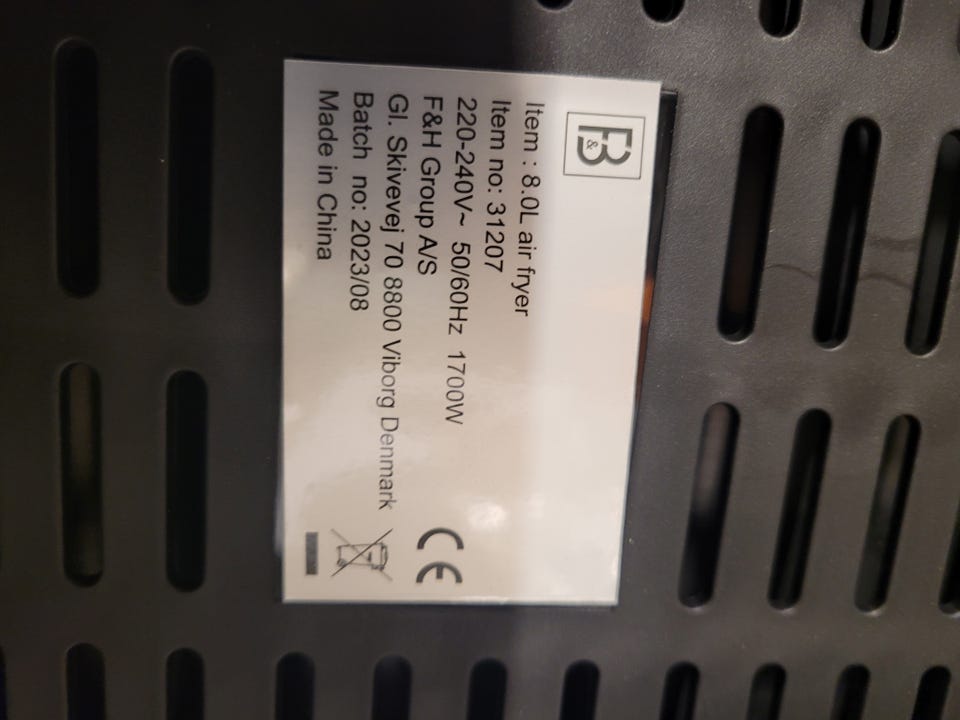 B
&
Item : 8.0L air fryer
Item no: 31207
220-240V~ 50/60Hz 1700W
F&H Group A/S
Gl. Skivevej 70 8800 Viborg Denmark
Batch no: 2023/08
Made in China
CE